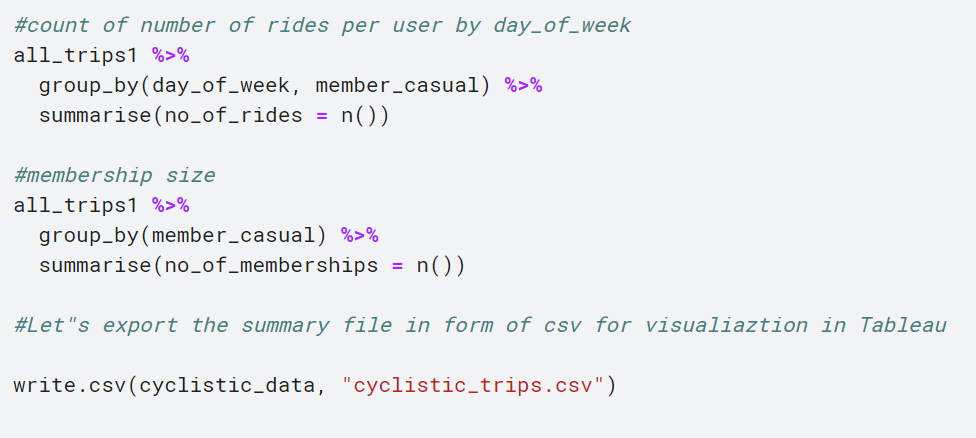 #count of number of rides per user by day_of_week
all_trips1 %>%
  group_by(day_of_week, member_casual) %>%
  summarise(no_of_rides = n())

#membership size
all_trips1 %>%
  group_by(member_casual) %>%
  summarise(no_of_memberships = n())

#Let"s export the summary file in form of csv for visualiaztion in Tableau

write.csv(cyclistic_data, "cyclistic_trips.csv")